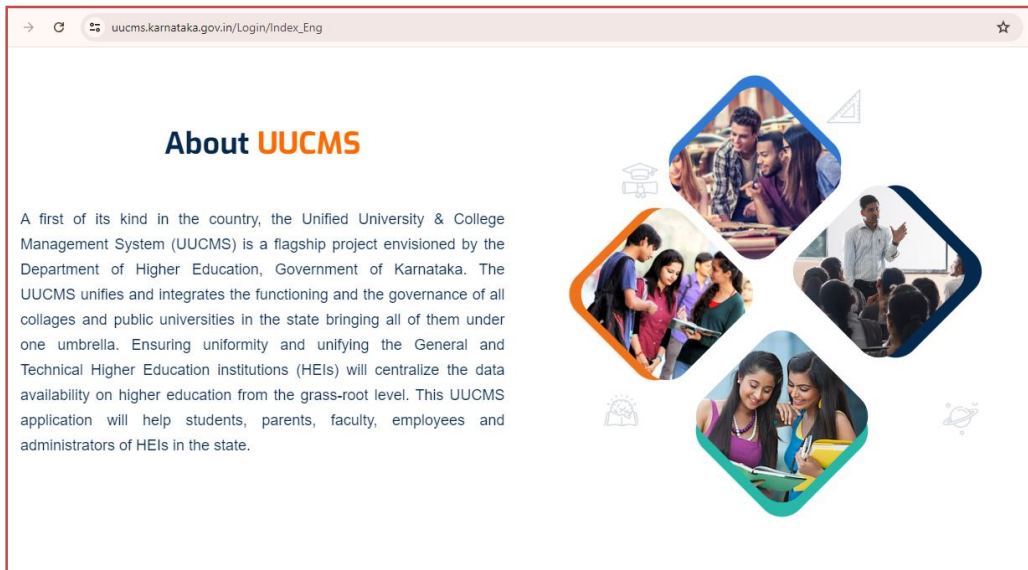 uucms.karnataka.gov.in/Login/Index_Eng
About UUCMS
A first of its kind in the country, the Unified University & College
Management System (UUCMS) is a flagship project envisioned by the
Department of Higher Education, Government of Karnataka. The
UUCMS unifies and integrates the functioning and the governance of all
collages and public universities in the state bringing all of them under
one umbrella. Ensuring uniformity and unifying the General and
Technical Higher Education institutions (HEIs) will centralize the data
availability on higher education from the grass-root level. This UUCMS
application will help students, parents, faculty, employees and
administrators of HEIs in the state.